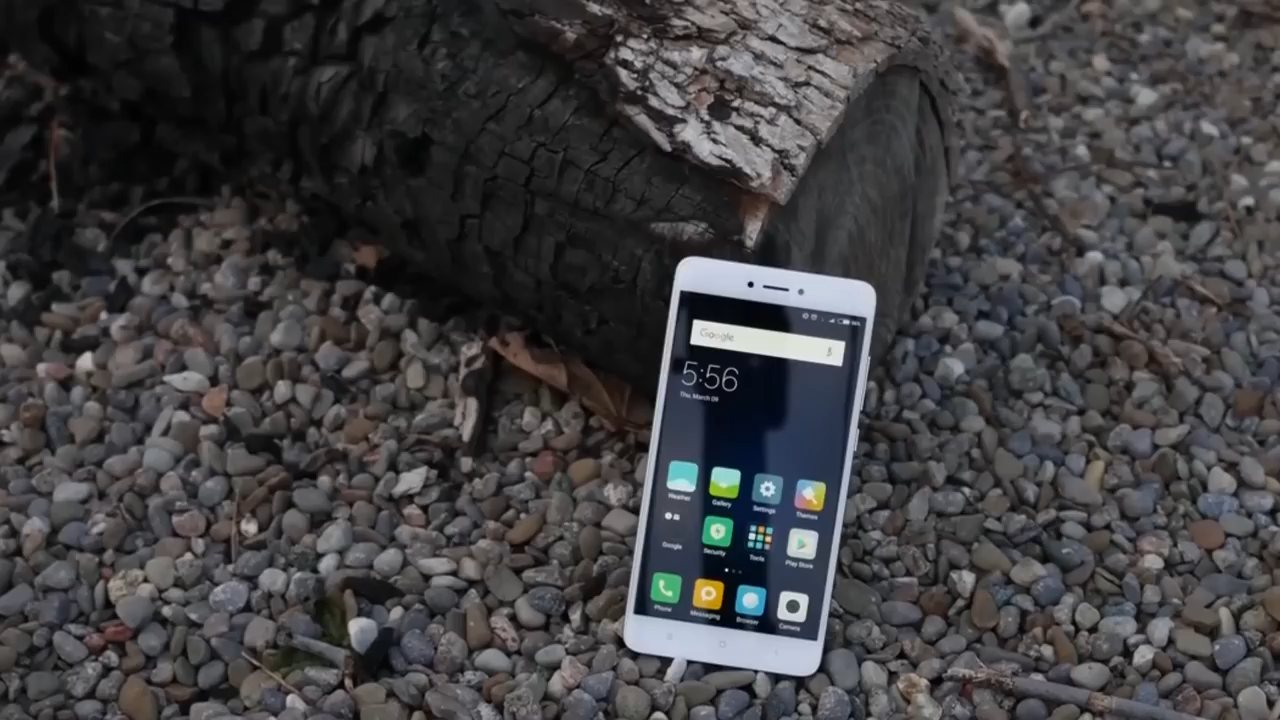 Google
5:56
Thu, March 09
Weather Gallery Settings Themes
Google Security Tools Play Store
Phone Messaging Browser Camera